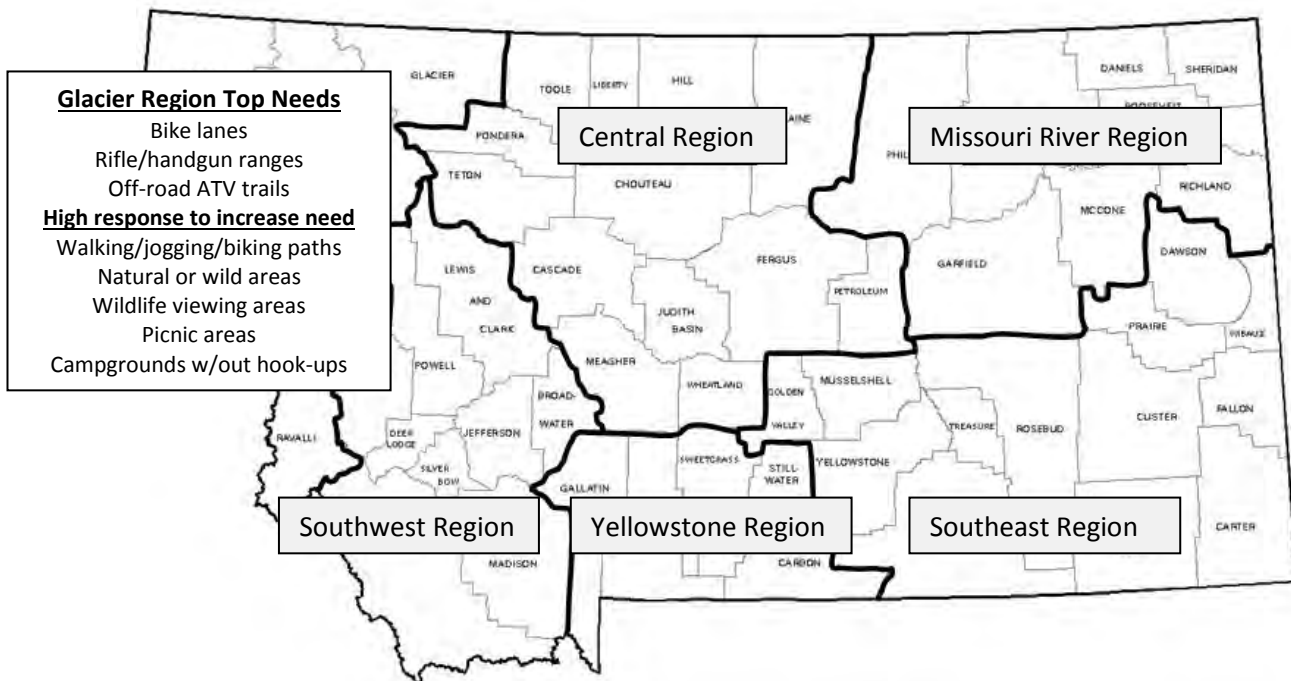 Glacier Region Top Needs
Bike lanes
Rifle/handgun ranges
Off-road ATV trails
High response to increase need
Walking/jogging/biking paths
Natural or wild areas
Wildlife viewing areas
Picnic areas
Campgrounds w/out hook-ups
GLACIER
TOOLE
LIBERTY
HILL
AINE
DANIELS
SHERIDAN
PONDERA
Central Region
Missouri River Region
PHIL
TETON
CHOUTEAU
RICHLAND
MCCONE
DAWSON
LEWIS
AND
CLARK
CASCADE
FERGUS
GARFIELD
JUDITH
BASIN
PETROLEUM
PRAIRIE
WIBAUX
POWELL
MEAGHER
WHEATLAND
GOLDEN
VALLEY
MUSSELSHELL
BROAD-
WATER
RAVALLI
DEER
LODGE
JEFFERSON
TREASURE
ROSEBUD
CUSTER
FALLON
SILVER
BOW
GALLATIN
SWEETGRASS
STILL-
WATER
YELLOWSTONE
Southwest Region
Yellowstone Region
Southeast Region
CARTER
MADISON
CARBON